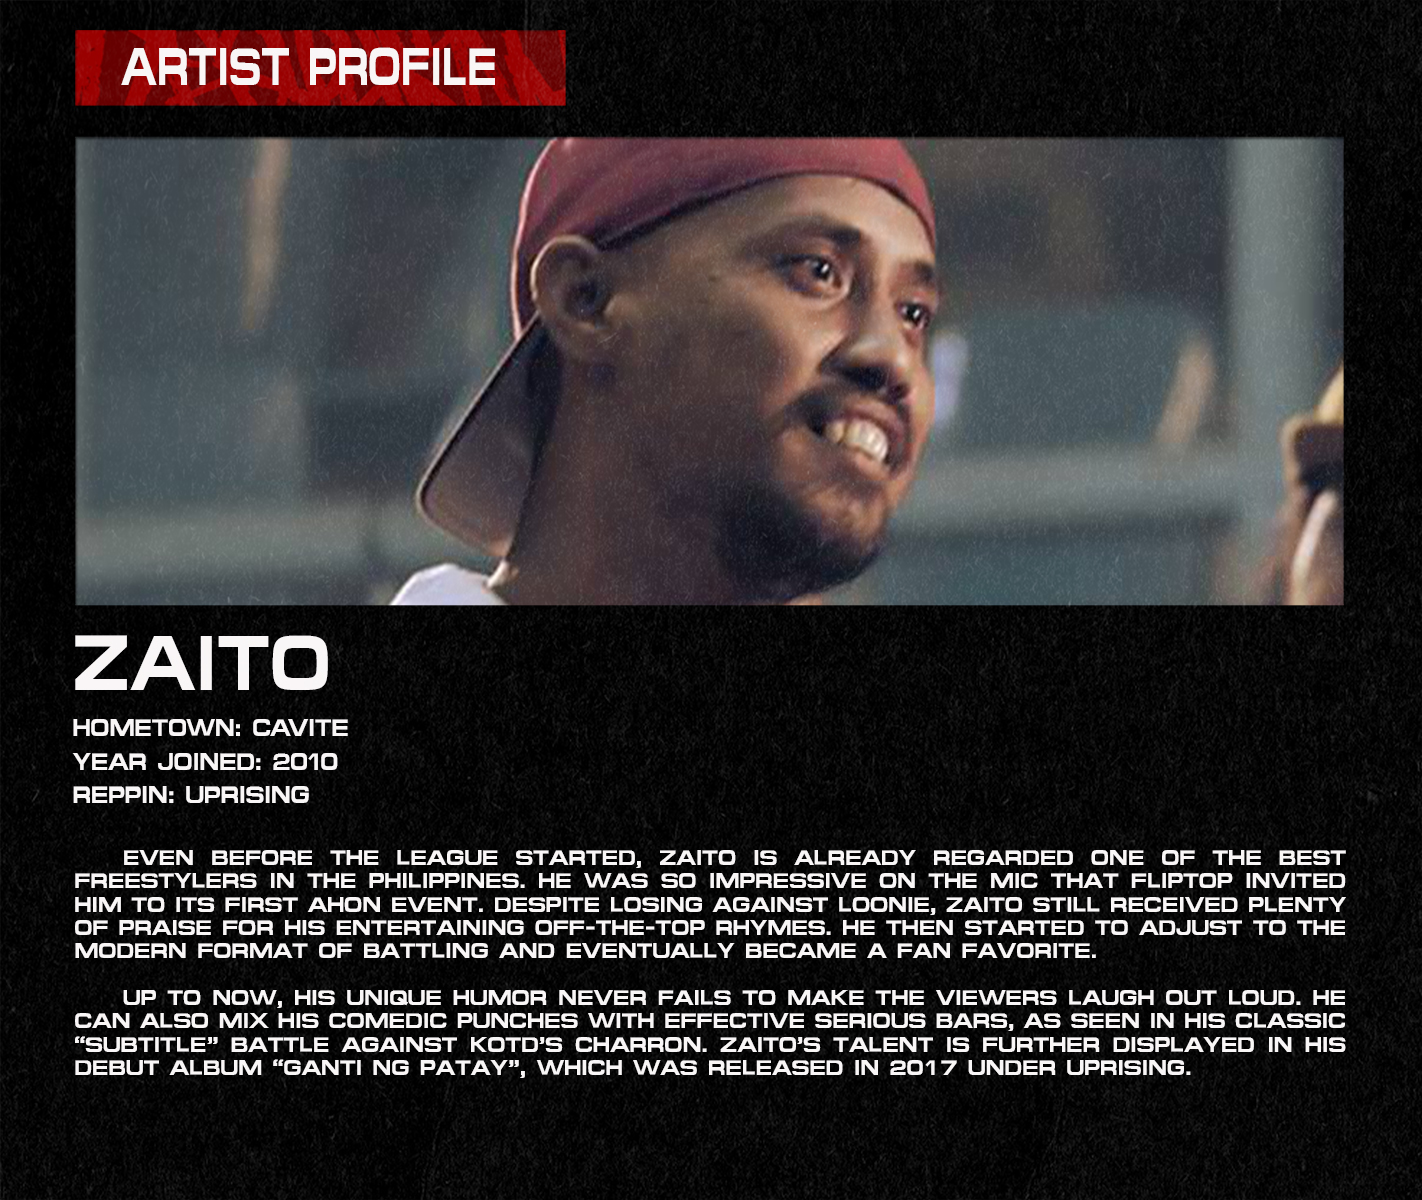 ARTIST PROFILE
ZAITO
HOMETOWN: CAVITE
YEAR JOINED: 2010
REPPIN: UPRISING
EVEN BEFORE THE LEAGUE STARTED, ZAITO IS ALREADY REGARDED ONE OF THE BEST
FREESTYLERS IN THE PHILIPPINES. HE WAS SO IMPRESSIVE ON THE MIC THAT FLIPTOP INVITED
HIM TO ITS FIRST AHON EVENT. DESPITE LOSING AGAINST LOONIE, ZAITO STILL RECEIVED PLENTY
OF PRAISE FOR HIS ENTERTAINING OFF-THE-TOP RHYMES. HE THEN STARTED TO ADJUST TO THE
MODERN FORMAT OF BATTLING AND EVENTUALLY BECAME A FAN FAVORITE.
UP TO NOW, HIS UNIQUE HUMOR NEVER FAILS TO MAKE THE VIEWERS LAUGH OUT LOUD. HE
CAN ALSO MIX HIS COMEDIC PUNCHES WITH EFFECTIVE SERIOUS BARS, AS SEEN IN HIS CLASSIC
“SUBTITLE” BATTLE AGAINST KOTD’S CHARRON. ZAITO’S TALENT IS FURTHER DISPLAYED IN HIS
DEBUT ALBUM “GANTI NG PATAY”, WHICH WAS RELEASED IN 2017 UNDER UPRISING.